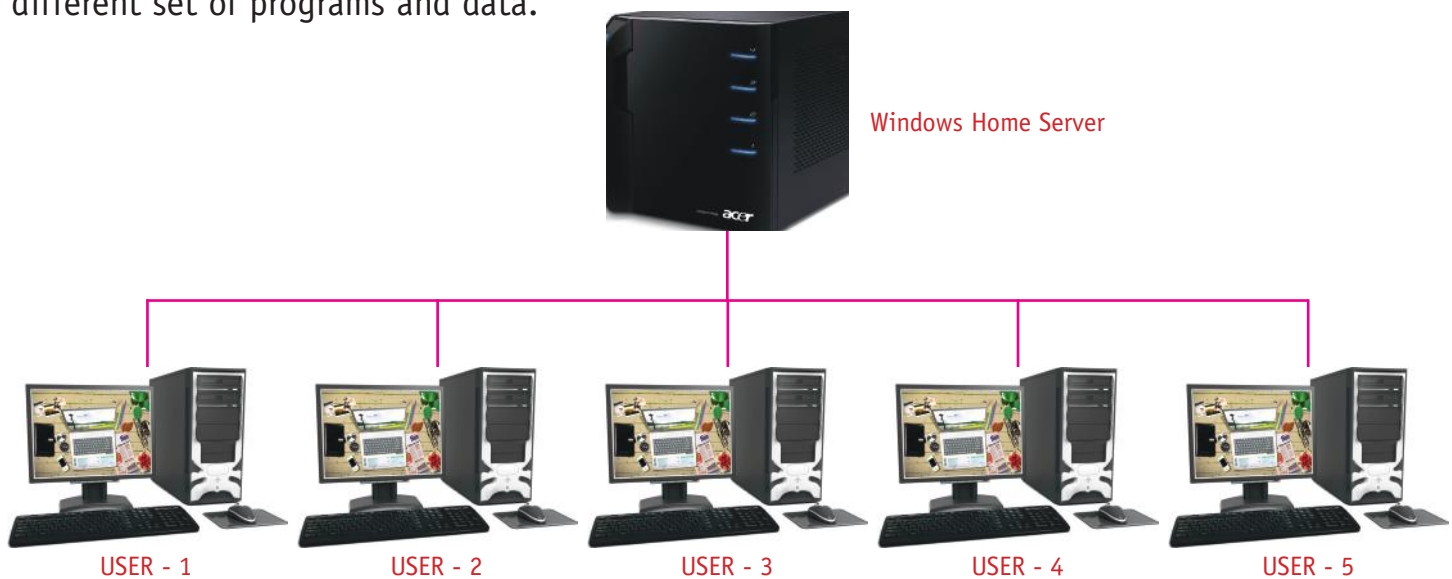 different set of programs and data.
Windows Home Server
acer
USER - 1
USER - 2
USER - 3
USER - 4
USER - 5